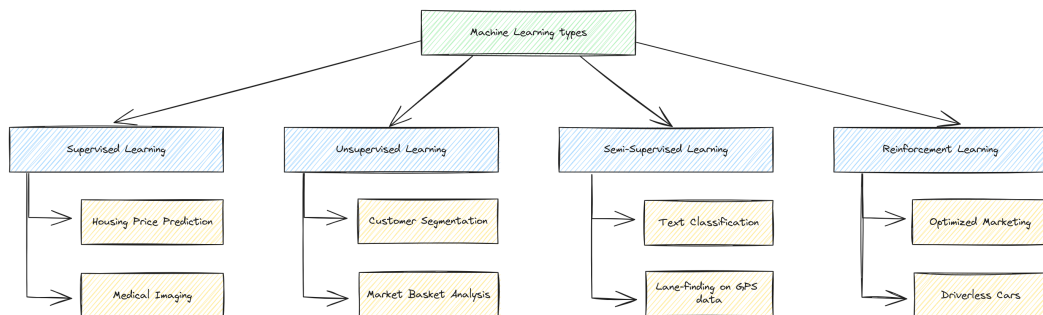 Machine Learning types
Supervised Learning
Unsupervised Learning
Semi-Supervised Learning
Reinforcement Learning
Housing Price Prediction
Customer Segmentation
Text Classification
Optimized Marketing
Medical Imaging
Market Basket Analysis
Lane-finding on GPS
data
Driverless Cars